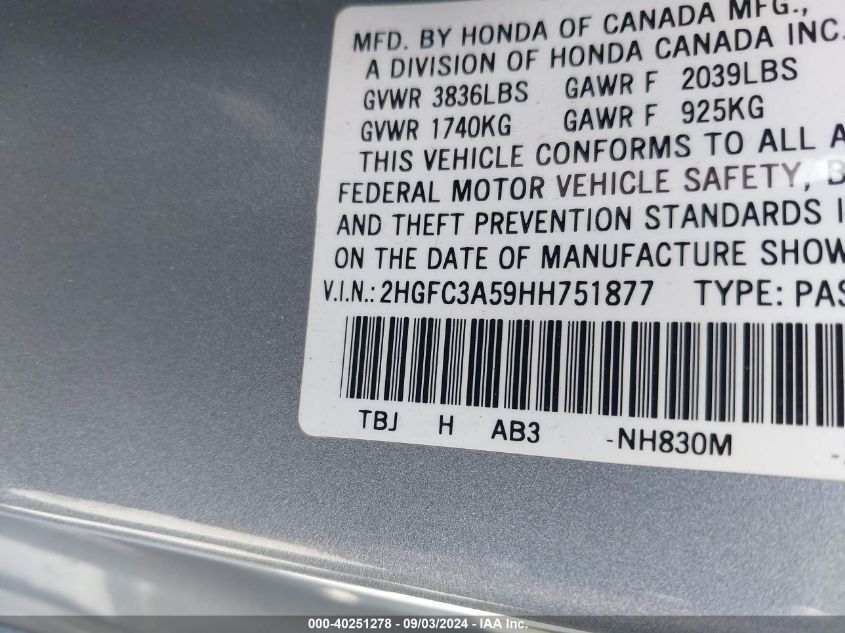 MFD. BY HONDA OF CANADA MFG.,
A DIVISION OF HONDA CANADA INC.
GVWR 3836LBS GAWR F 2039LBS
GVWR 1740KG GAWR F 925KG
THIS VEHICLE CONFORMS TO ALL A
FEDERAL MOTOR VEHICLE SAFETY, B
AND THEFT PREVENTION STANDARDS I
ON THE DATE OF MANUFACTURE SHOW
V.I.N.: 2HGFC3A59HH751877 TYPE: PAS
TBJ H AB3 -NH830M -
000-40251278 - 09/03/2024 - IAA Inc.